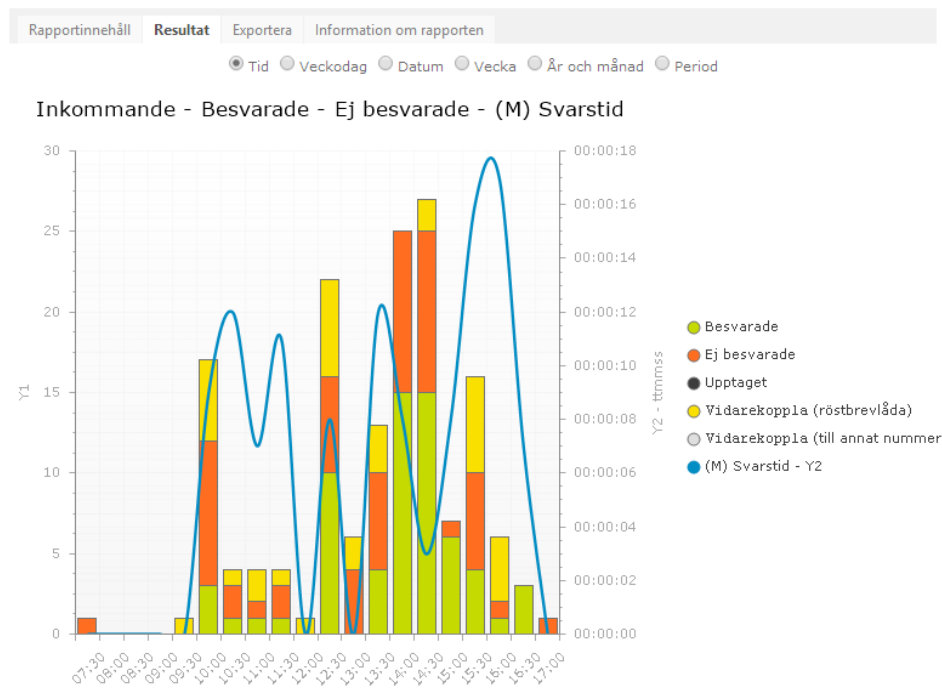 Rapportinnehåll Resultat Exportera Information om rapporten
Tid Veckodag Datum Vecka År och månad Period
Inkommande - Besvarade - Ej besvarade - (M) Svarstid
30
25
20
15
10
5
0
Y1
00:00:18
00:00:16
00:00:14
00:00:12
00:00:10
00:00:08
00:00:06
00:00:04
00:00:02
00:00:00
Y2 - ttmmss
07:30 08:00 08:30 09:00 09:30 10:00 10:30 11:00 11:30 12:00 12:30 13:00 13:30 14:00 14:30 15:00 15:30 16:00 16:30 17:00
Besvarade
Ej besvarade
Upptaget
Vidarekoppla (röstbrevlåda)
Vidarekoppla (till annat nummer
(M) Svarstid - Y2